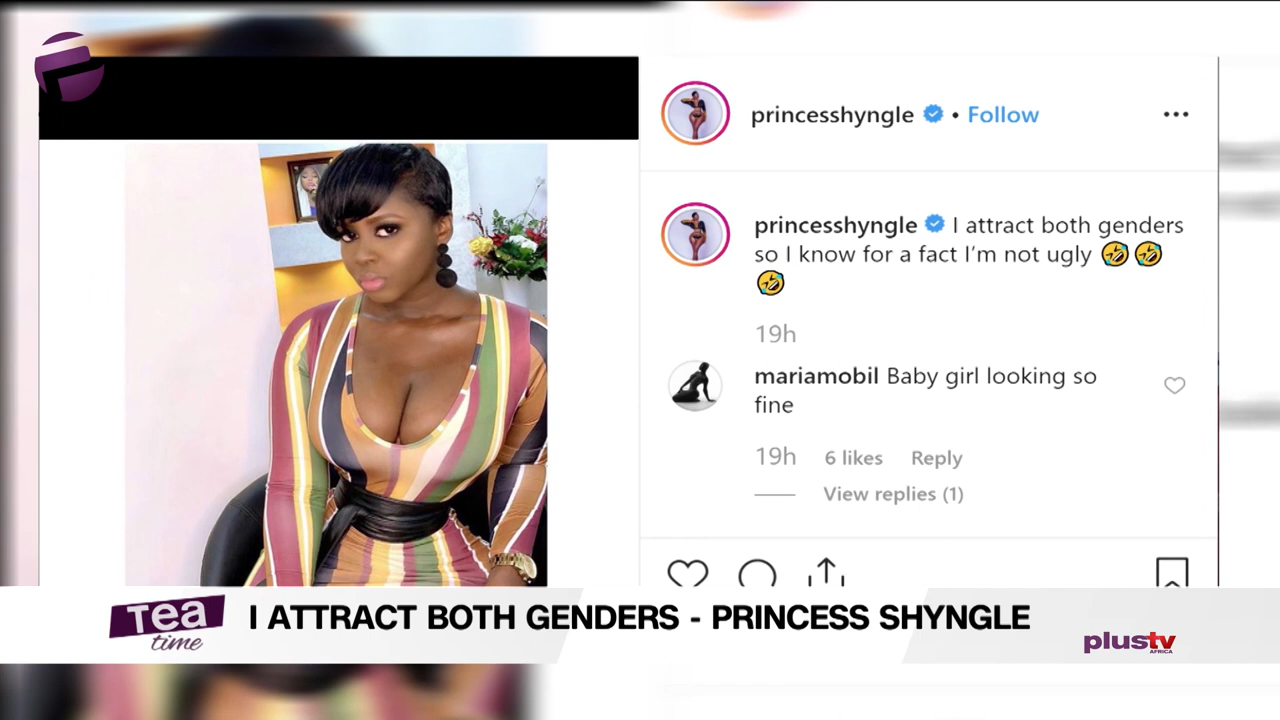 princesshyngle • Follow
princesshyngle I attract both genders
so I know for a fact I'm not ugly 🤣 🤣
🤣
19h
mariamobil Baby girl looking so
fine
19h 6 likes Reply
View replies (1)
Tea
time
I ATTRACT BOTH GENDERS - PRINCESS SHYNGLE
plustv
AFRICA